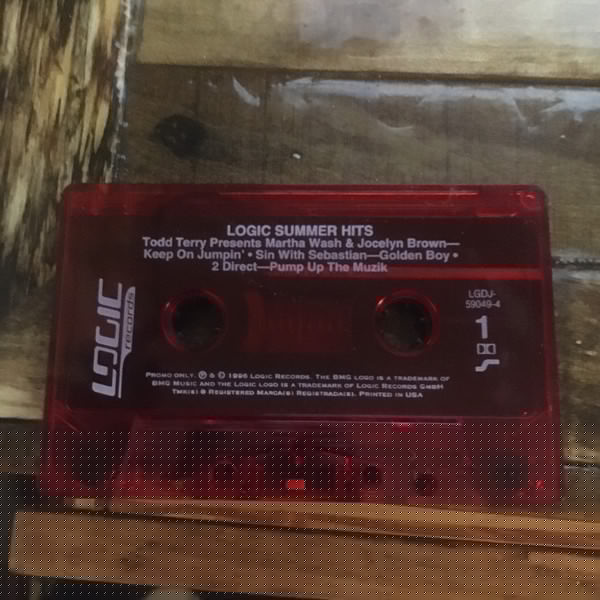 LOGIC SUMMER HITS
Todd Terry Presents Martha Wash & Jocelyn Brown—
Keep On Jumpin' • Sin With Sebastian—Golden Boy •
2 Direct—Pump Up The Muzik
LOGIC
records
LGDJ-
59049-4
1
PROMO ONLY. ℗ & © 1996 LOGIC RECORDS. THE BMG LOGO IS A TRADEMARK OF
BMG MUSIC AND THE LOGIC LOGO IS A TRADEMARK OF LOGIC RECORDS GMBH
TMK(S) ® REGISTERED MARCA(S) REGISTRADA(S). PRINTED IN USA